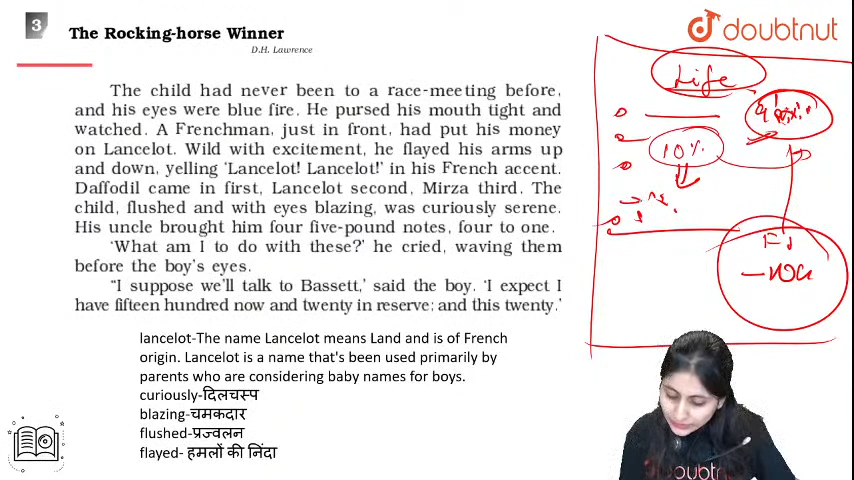 3
The Rocking-horse Winner
D.H. Lawrence
doubtnut
The child had never been to a race-meeting before,
and his eyes were blue fire. He pursed his mouth tight and
watched. A Frenchman, just in front, had put his money
on Lancelot. Wild with excitement, he flayed his arms up
and down, yelling ‘Lancelot! Lancelot!’ in his French accent.
Daffodil came in first, Lancelot second, Mirza third. The
child, flushed and with eyes blazing, was curiously serene.
His uncle brought him four five-pound notes, four to one.
‘What am I to do with these?’ he cried, waving them
before the boy’s eyes.
“I suppose we’ll talk to Bassett,’ said the boy. ‘I expect I
have fifteen hundred now and twenty in reserve; and this twenty.’
lancelot-The name Lancelot means Land and is of French
origin. Lancelot is a name that's been used primarily by
parents who are considering baby names for boys.
curiously-दिलचस्प
blazing-चमकदार
flushed-प्रज्वलन
flayed- हमलों की निंदा
Life
10%
doubtnut